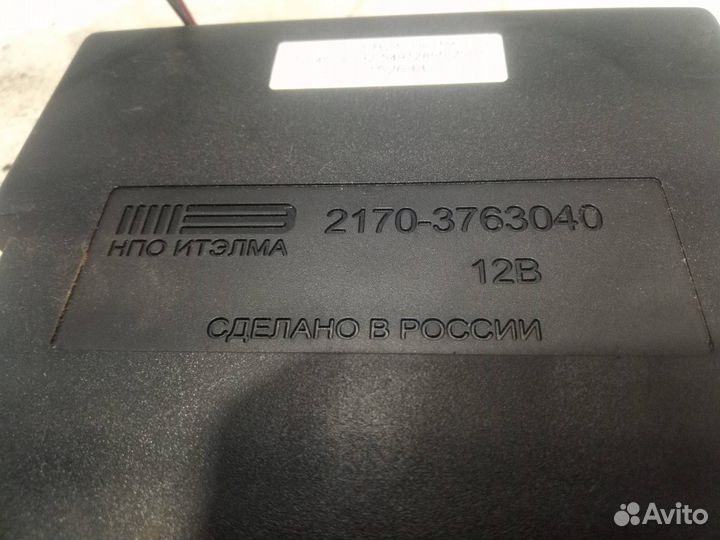 НПО ИТЭЛМА
2170-3763040
12В
СДЕЛАНО В РОССИИ
Avito